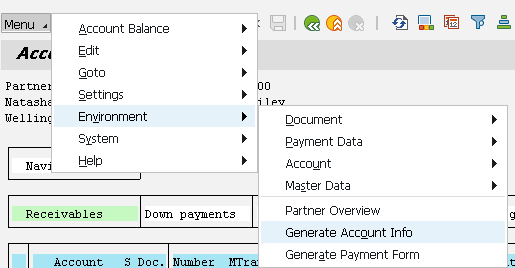 Menu
Account Balance
Edit
Goto
Settings
Environment
System
Help
Document
Payment Data
Account
Master Data
Partner Overview
Generate Account Info
Generate Payment Form
Acc
Partner 00
Natasha iley
Welling
Navi
Receivables Down payments g
Account S Doc. Number MTra